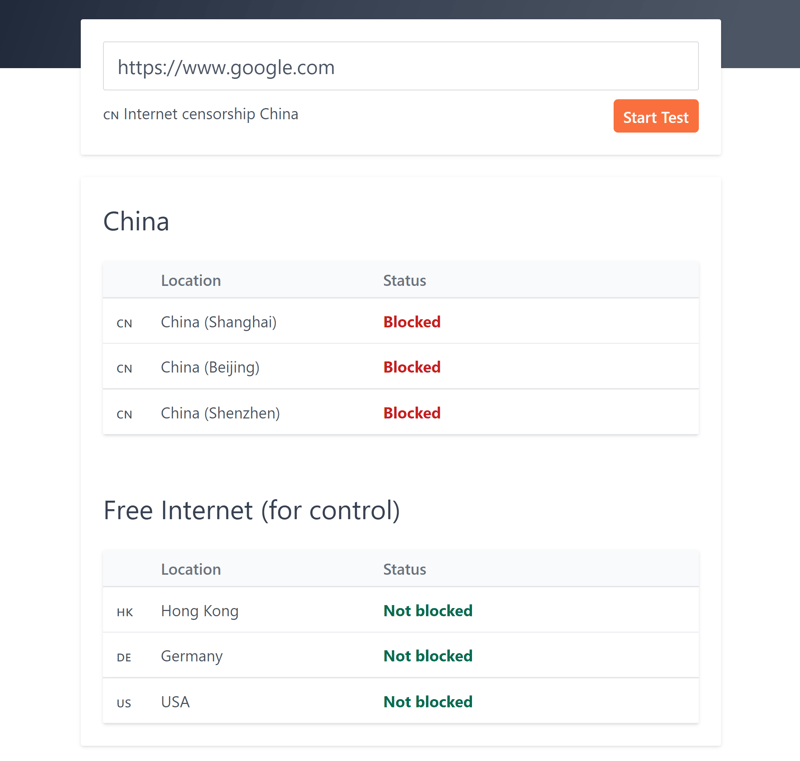 https://www.google.com
CN Internet censorship China
Start Test
China
Location Status
CN China (Shanghai) Blocked
CN China (Beijing) Blocked
CN China (Shenzhen) Blocked
Free Internet (for control)
Location Status
HK Hong Kong Not blocked
DE Germany Not blocked
US USA Not blocked